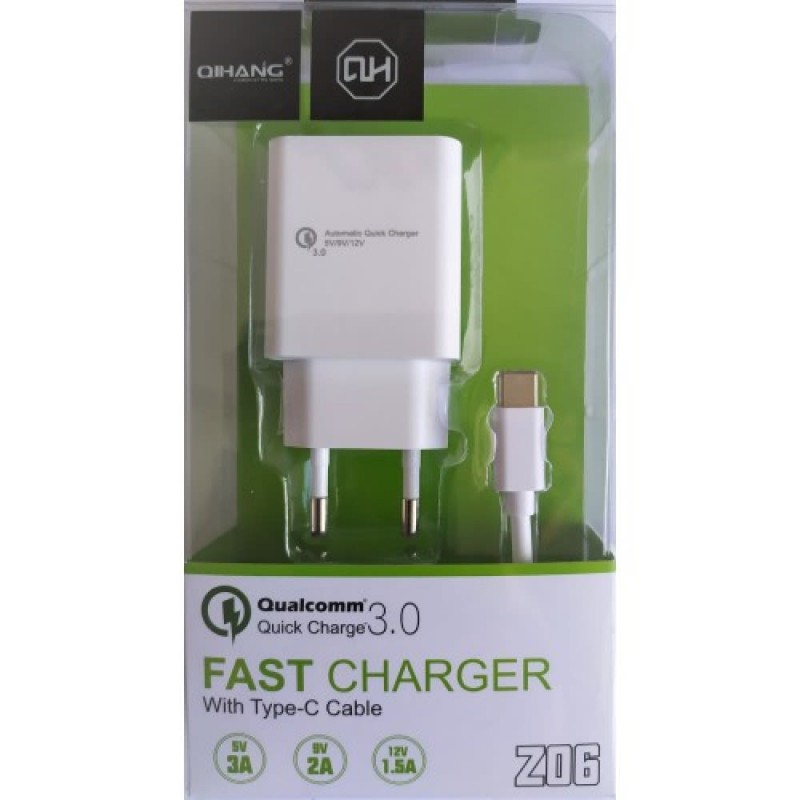 QIHANG®
QH
Automatic Quick Charger
5V/9V/12V
3.0
Qualcomm®
Quick Charge 3.0
FAST CHARGER
With Type-C Cable
5V
3A
9V
2A
12V
1.5A
Z06